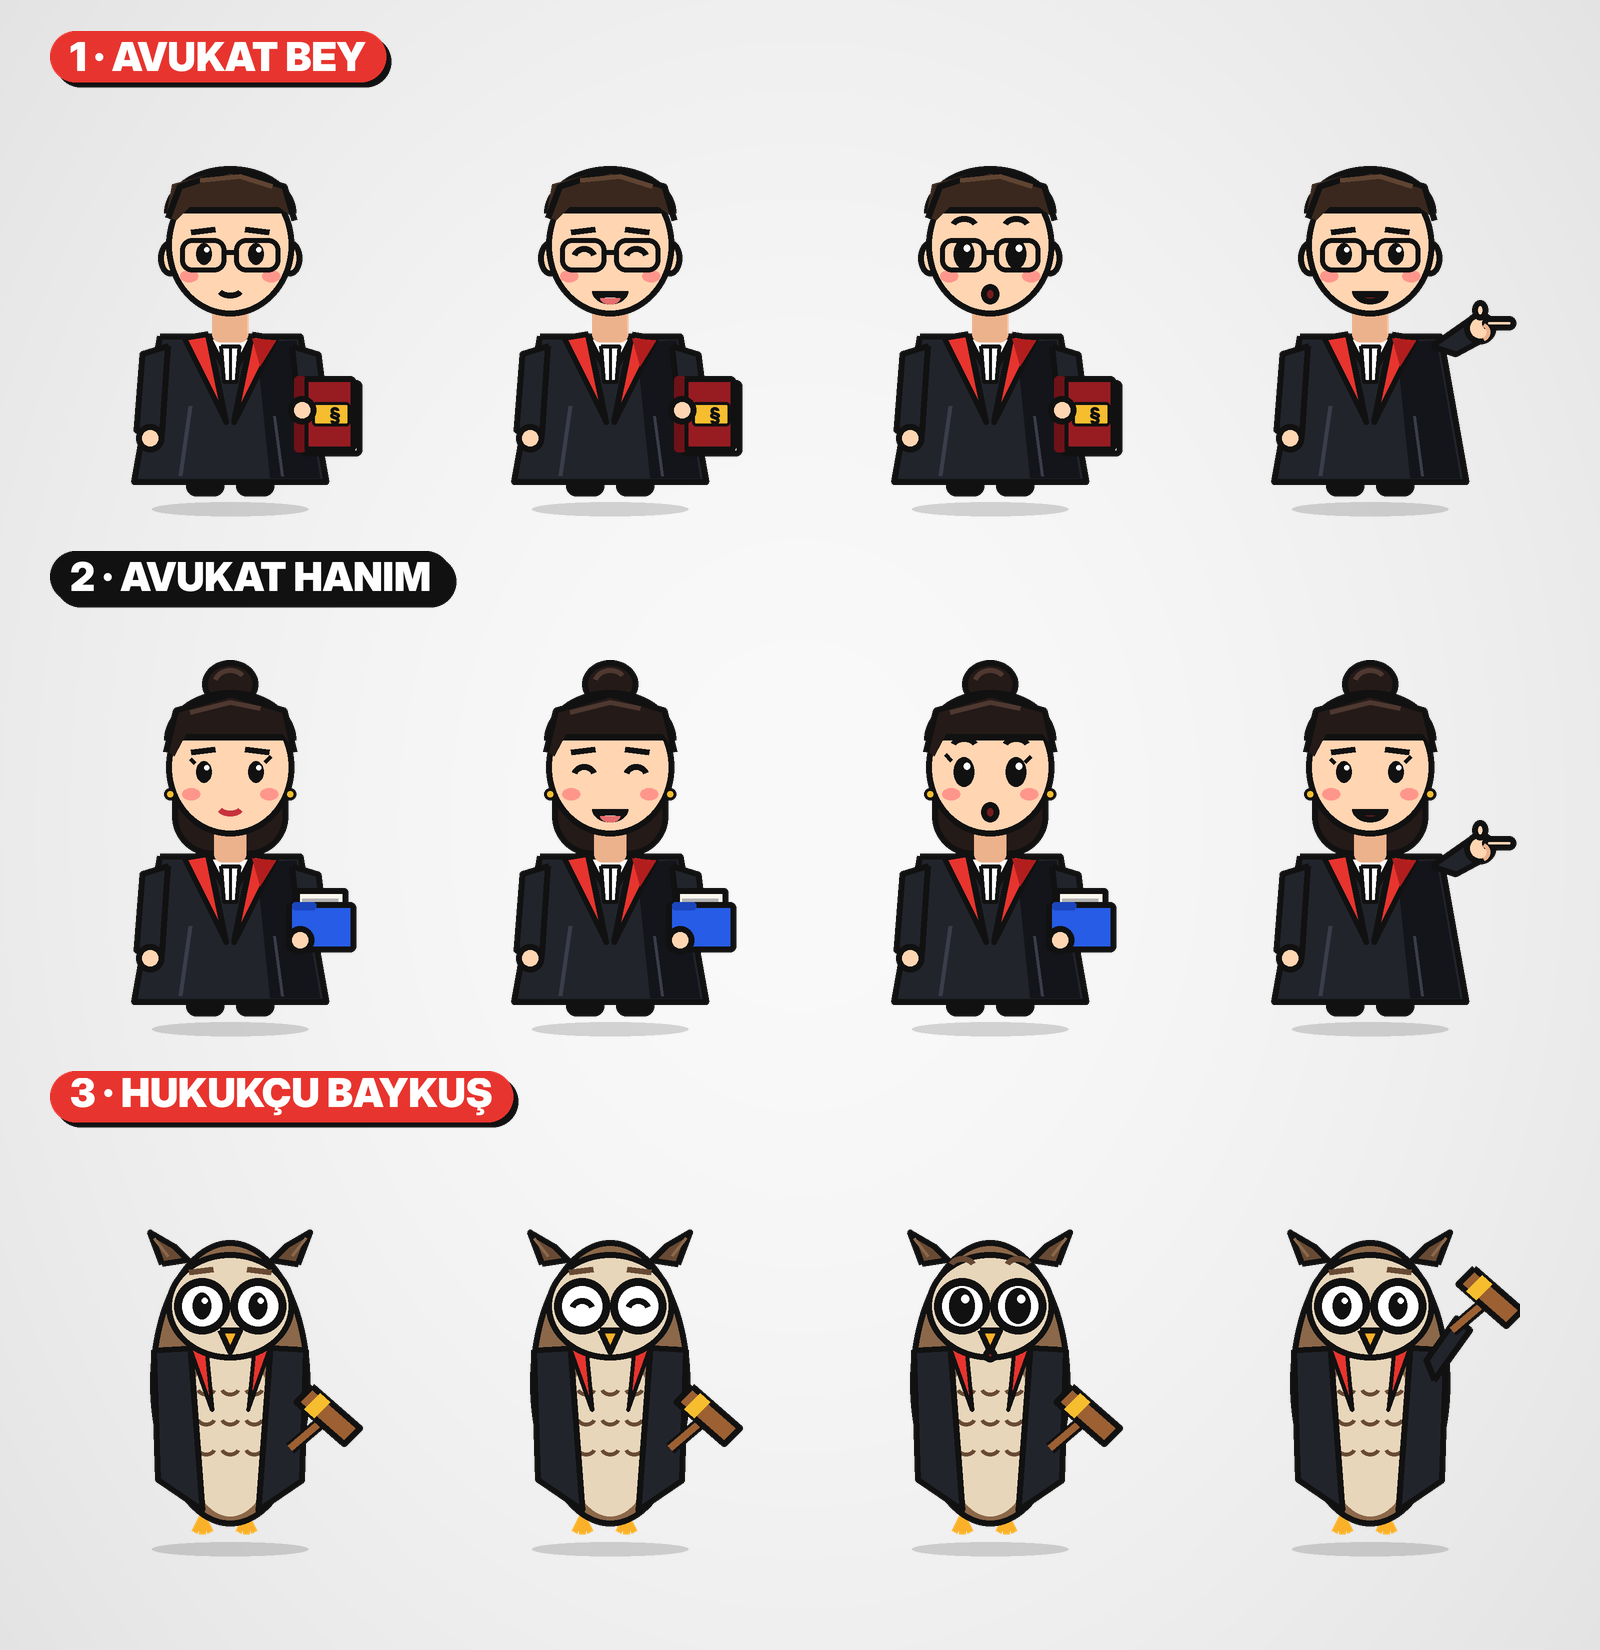 1 · AVUKAT BEY
§ § §
2 · AVUKAT HANIM
3 · HUKUKÇU BAYKUŞ